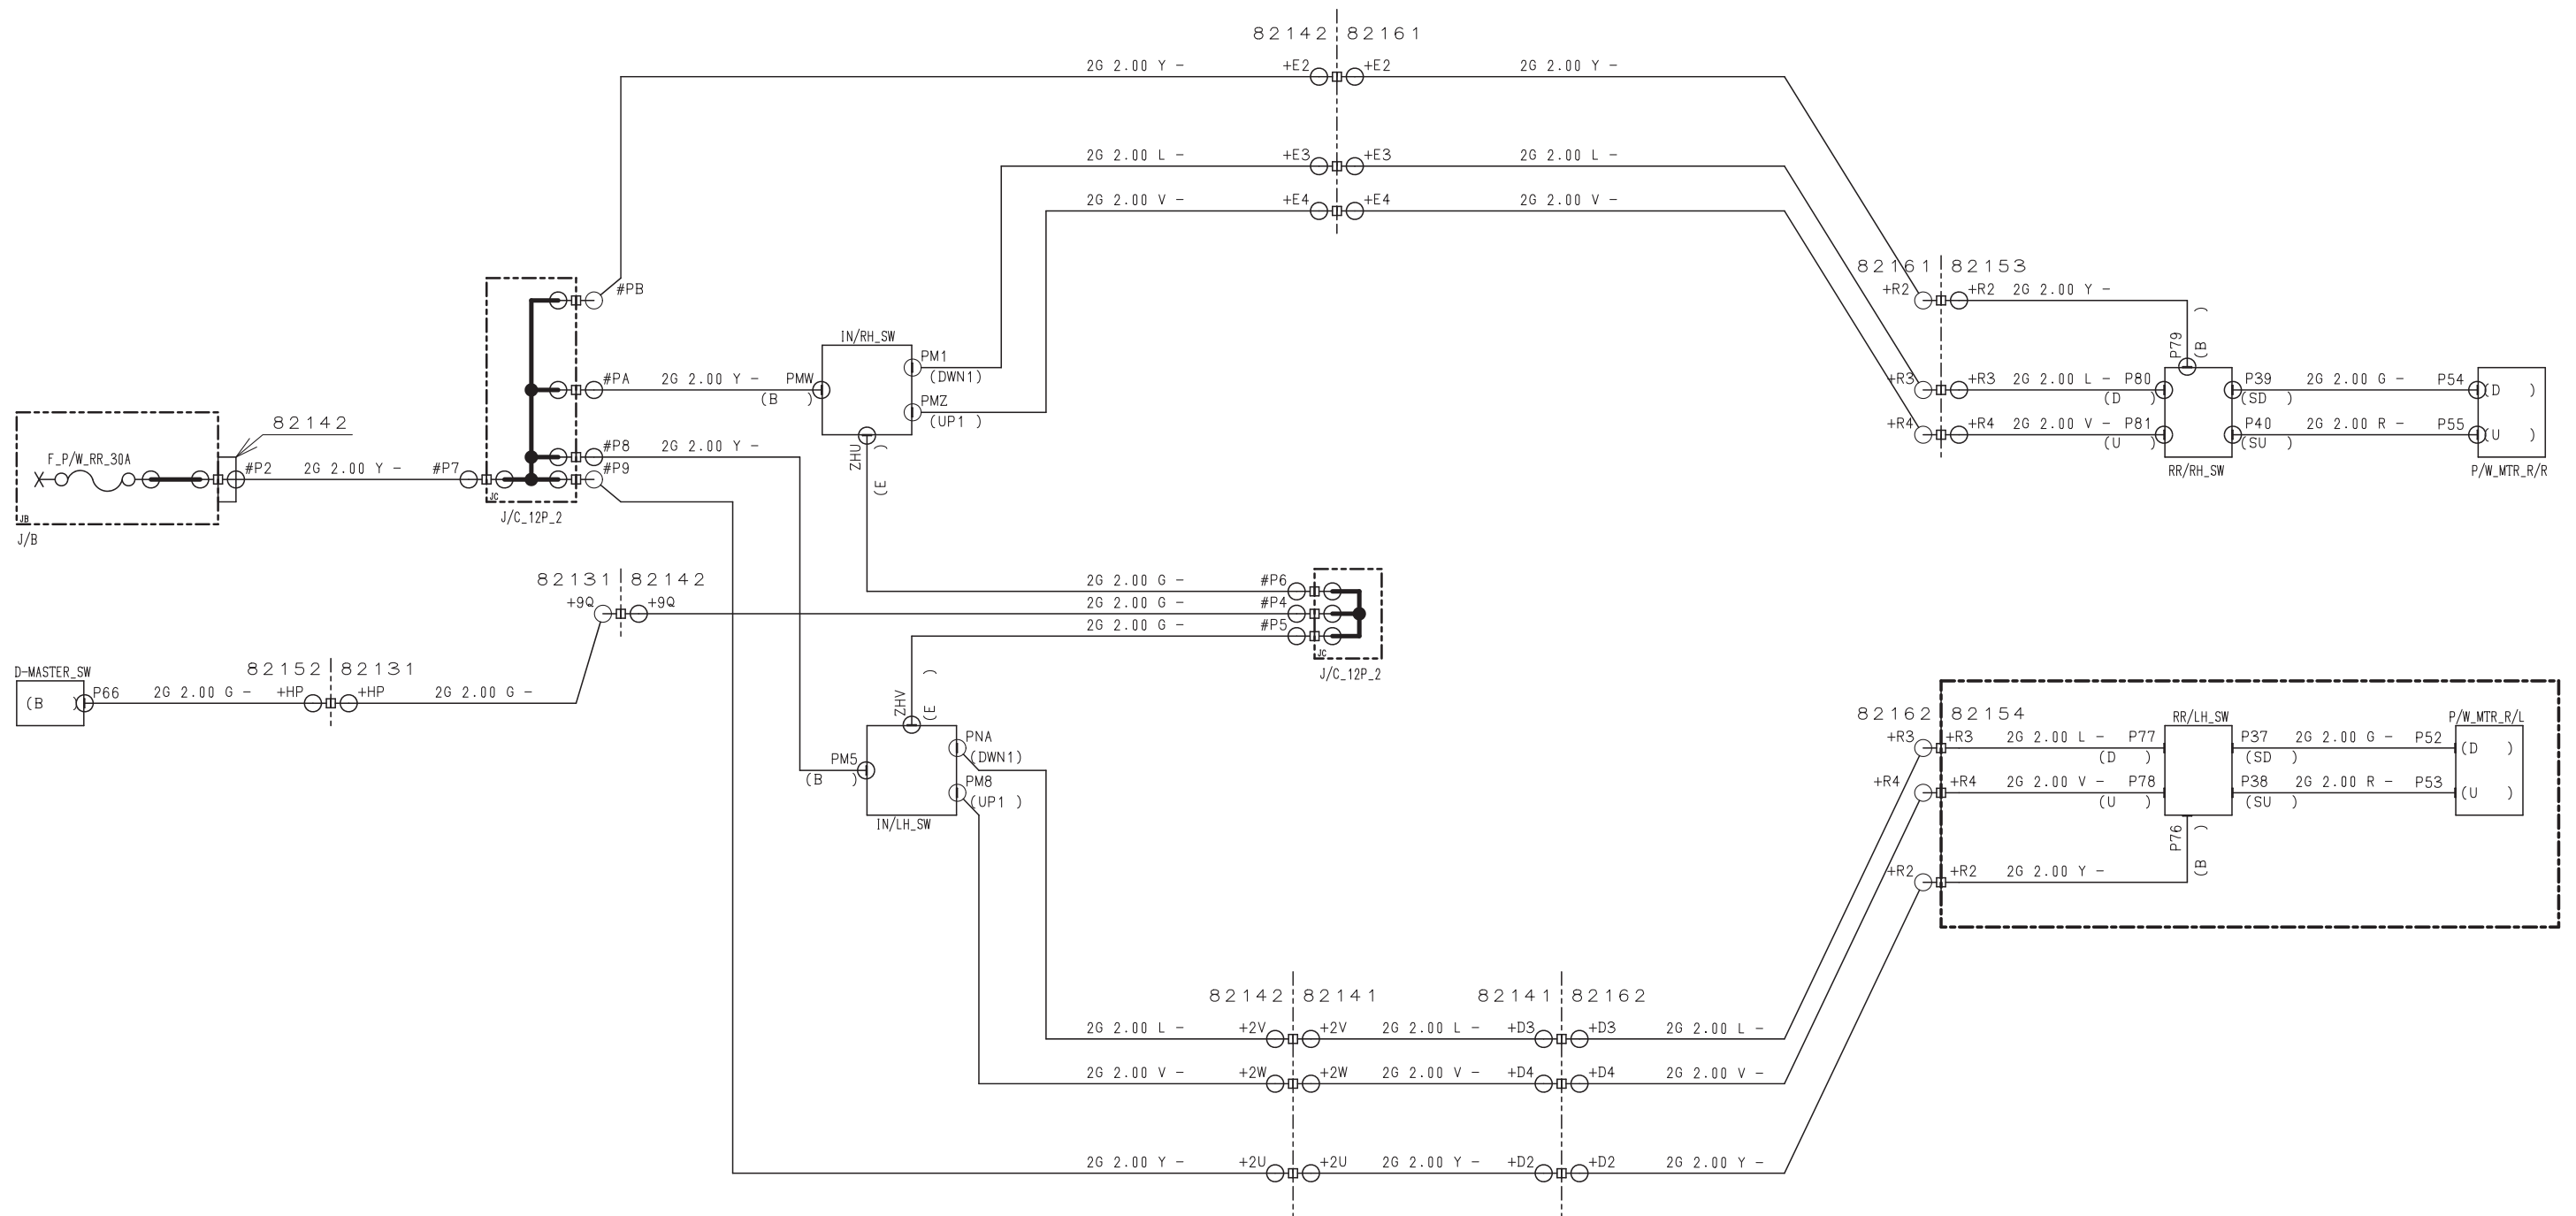 82142 82161
2G 2.00 Y - +E2 +E2 2G 2.00 Y -
2G 2.00 L - +E3 +E3 2G 2.00 L -
2G 2.00 V - +E4 +E4 2G 2.00 V -
82161 82153
#PB
+R2 +R2 2G 2.00 Y -
P79
(B )
IN/RH_SW
PM1
(DWN1)
#PA 2G 2.00 Y - PMW
(B )
PMZ
(UP1 )
+R3 +R3 2G 2.00 L - P80
(D )
P39 2G 2.00 G - P54
(SD )
(D )
+R4 +R4 2G 2.00 V - P81
(U )
P40 2G 2.00 R - P55
(SU )
(U )
RR/RH_SW
P/W_MTR_R/R
82142
F_P/W_RR_30A
#P2 2G 2.00 Y - #P7
#P8 2G 2.00 Y -
#P9
ZHU
(E )
JB
J/B
JC
J/C_12P_2
82131 82142
+9Q +9Q
2G 2.00 G - #P6
2G 2.00 G - #P4
2G 2.00 G - #P5
JC
J/C_12P_2
D-MASTER_SW
82152 82131
(B )
P66 2G 2.00 G - +HP +HP 2G 2.00 G -
ZHV
(E )
PNA
(DWN1)
PM5
(B )
PM8
(UP1 )
IN/LH_SW
82162 82154
RR/LH_SW
P/W_MTR_R/L
+R3 +R3 2G 2.00 L - P77
(D )
P37 2G 2.00 G - P52
(SD )
(D )
+R4 +R4 2G 2.00 V - P78
(U )
P38 2G 2.00 R - P53
(SU )
(U )
P76
(B )
+R2 +R2 2G 2.00 Y -
82142 82141
82141 82162
2G 2.00 L - +2V +2V 2G 2.00 L - +D3 +D3 2G 2.00 L -
2G 2.00 V - +2W +2W 2G 2.00 V - +D4 +D4 2G 2.00 V -
2G 2.00 Y - +2U +2U 2G 2.00 Y - +D2 +D2 2G 2.00 Y -